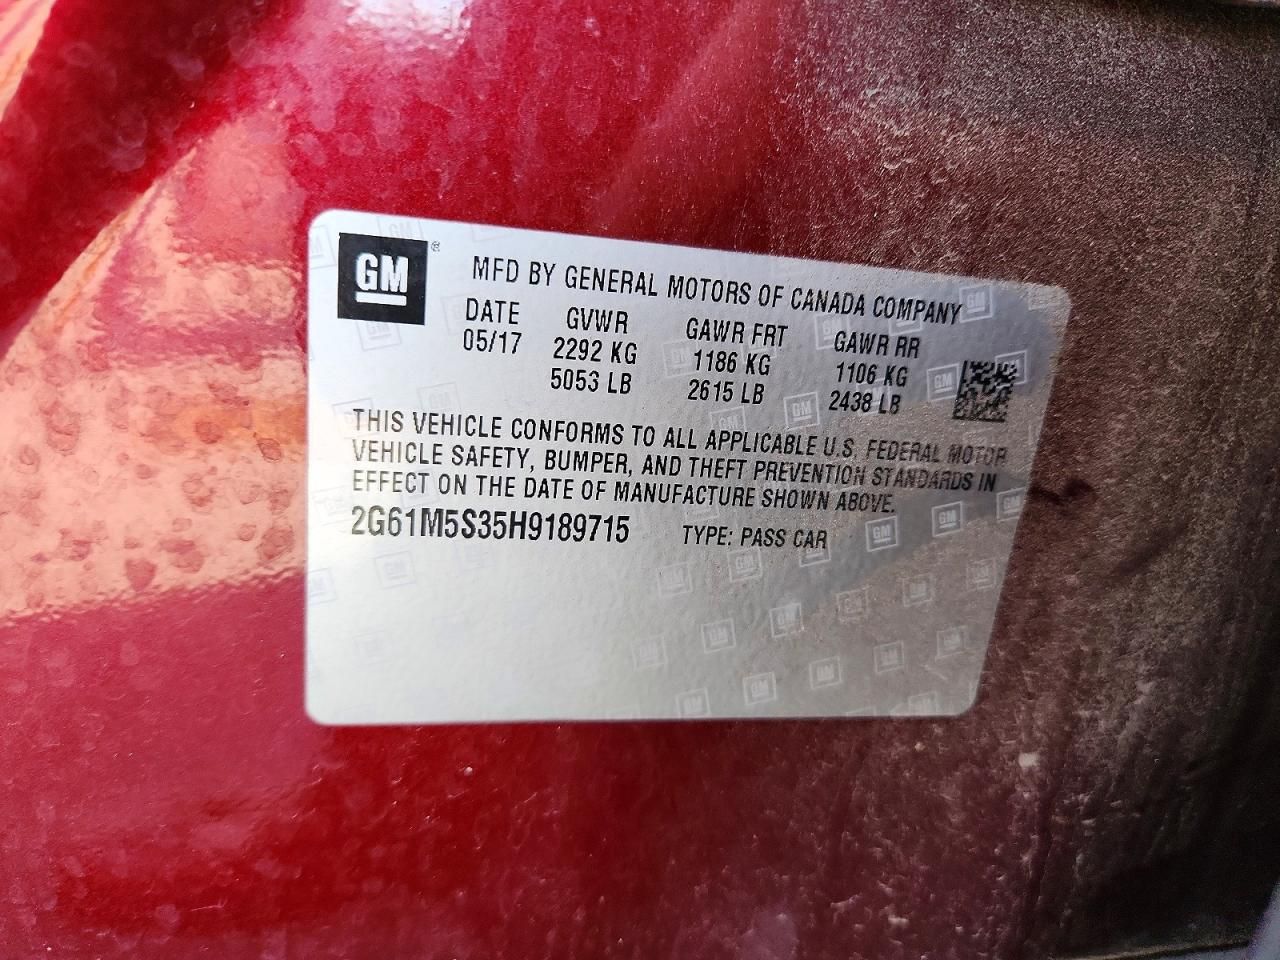 GM ®
MFD BY GENERAL MOTORS OF CANADA COMPANY
DATE GVWR GAWR FRT GAWR RR
05/17 2292 KG 1186 KG 1106 KG
5053 LB 2615 LB 2438 LB
THIS VEHICLE CONFORMS TO ALL APPLICABLE U.S. FEDERAL MOTOR
VEHICLE SAFETY, BUMPER, AND THEFT PREVENTION STANDARDS IN
EFFECT ON THE DATE OF MANUFACTURE SHOWN ABOVE.
2G61M5S35H9189715 TYPE: PASS CAR